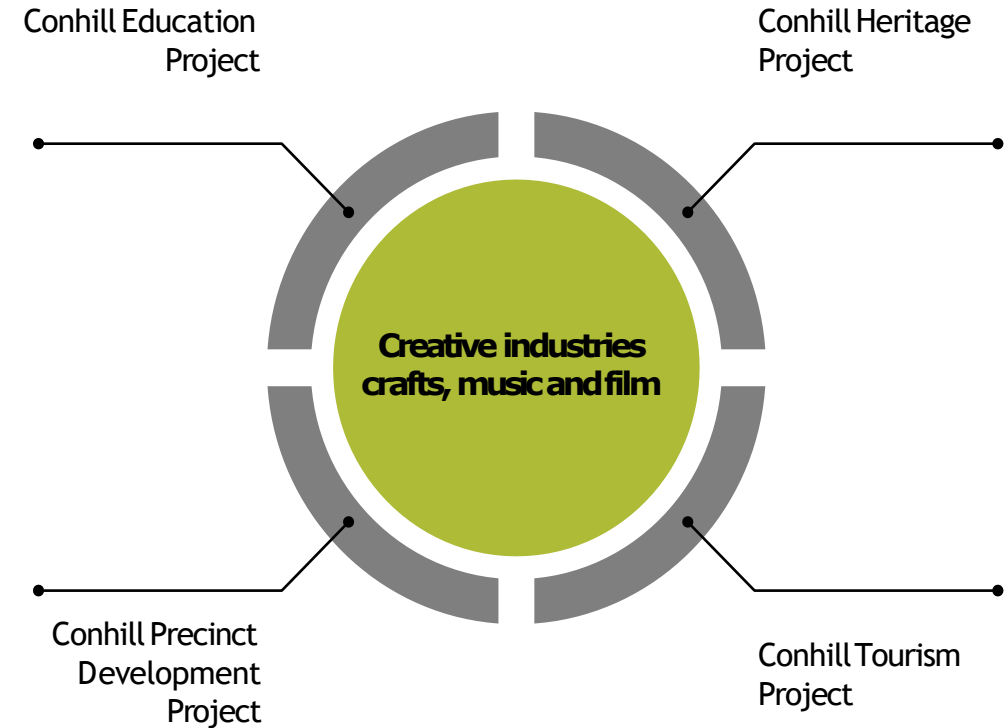 Conhill Education
Project
Conhill Heritage
Project
Creative industries
crafts, music and film
Conhill Precinct
Development
Project
Conhill Tourism
Project